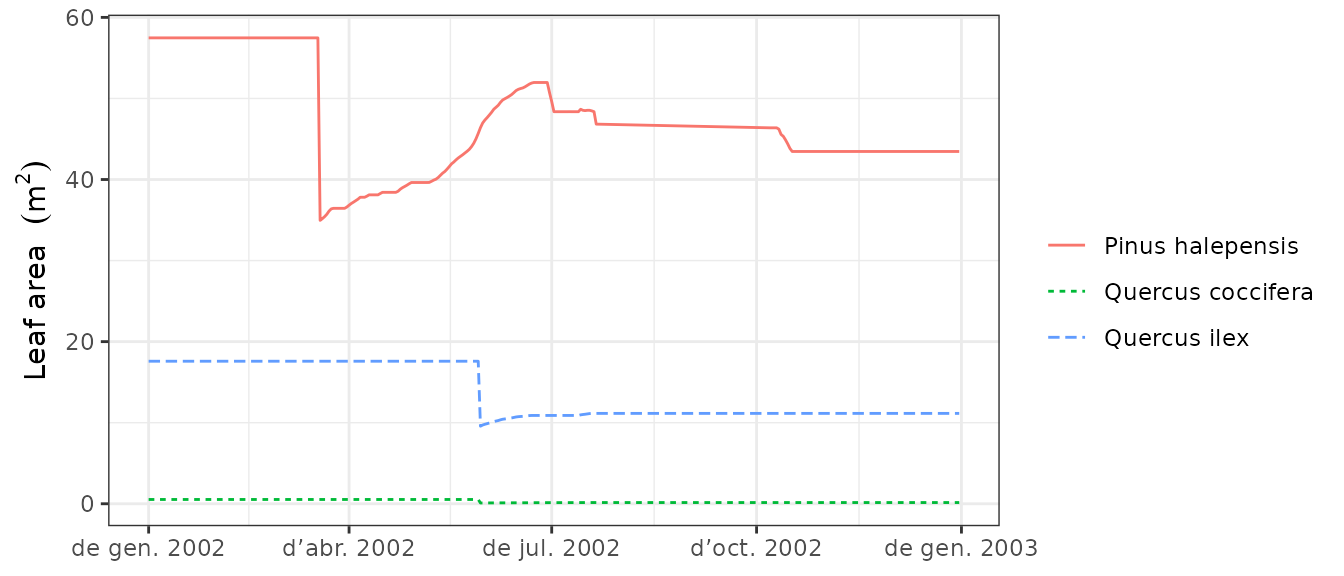 60
40
20
0
Leaf area (m²)
de gen. 2002
d’abr. 2002
de jul. 2002
d’oct. 2002
de gen. 2003
Pinus halepensis
Quercus coccifera
Quercus ilex